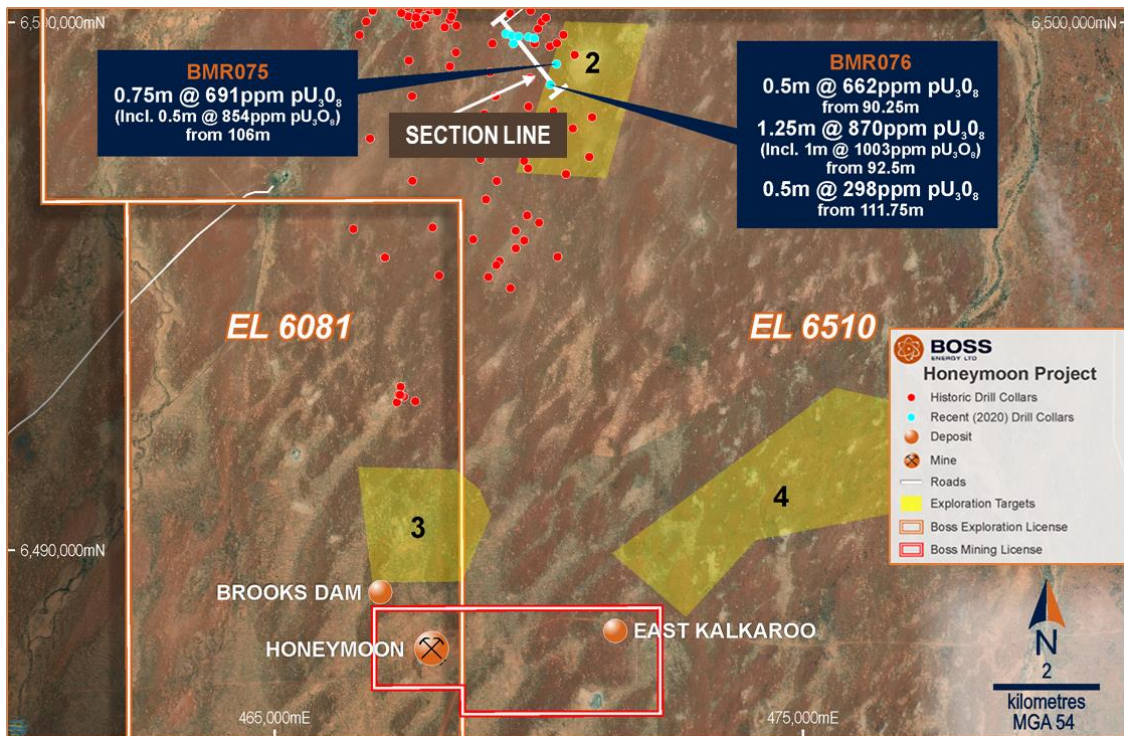 6,500,000mN
6,500,000mN
BMR075
0.75m @ 691ppm pU₃0₈
(Incl. 0.5m @ 854ppm pU₃O₈)
from 106m
2
BMR076
0.5m @ 662ppm pU₃0₈
from 90.25m
1.25m @ 870ppm pU₃0₈
(Incl. 1m @ 1003ppm pU₃O₈)
from 92.5m
0.5m @ 298ppm pU₃0₈
from 111.75m
SECTION LINE
EL 6081
EL 6510
BOSS
ENERGY LTD
Honeymoon Project
Historic Drill Collars
Recent (2020) Drill Collars
Deposit
Mine
Roads
Exploration Targets
Boss Exploration License
Boss Mining License
3
4
6,490,000mN
BROOKS DAM
HONEYMOON
EAST KALKAROO
465,000mE
475,000mE
N
2
kilometres
MGA 54